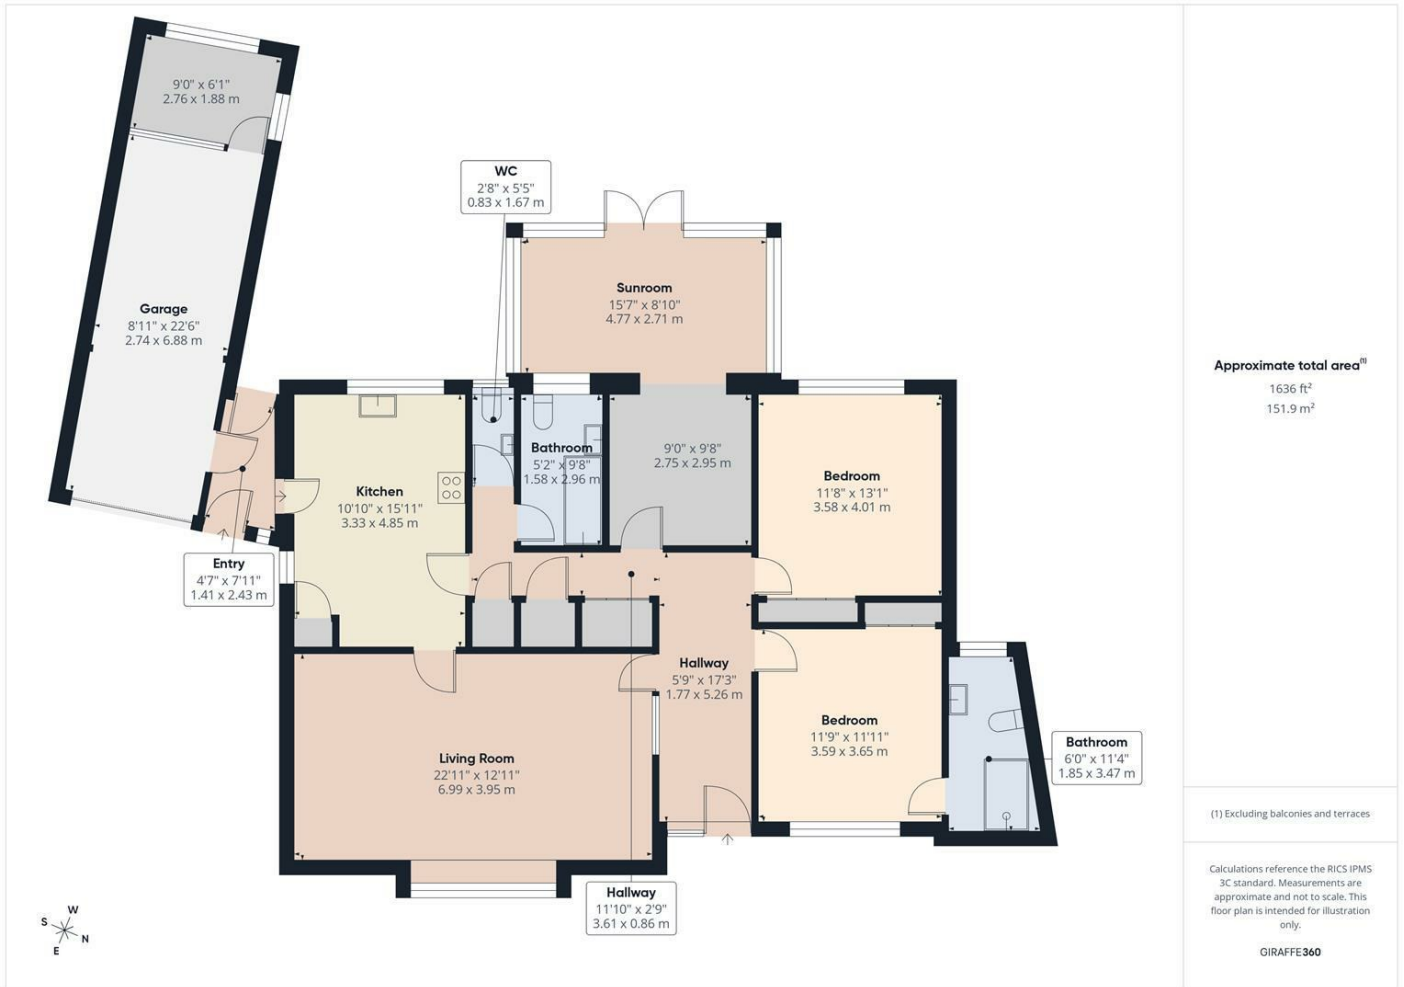 9'0" x 6'1"
2.76 x 1.88 m
WC
2'8" x 5'5"
0.83 x 1.67 m
Sunroom
15'7" x 8'10"
4.77 x 2.71 m
Garage
8'11" x 22'6"
2.74 x 6.88 m
Approximate total area(1)
1636 ft²
151.9 m²
Kitchen
10'10" x 15'11"
3.33 x 4.85 m
Bathroom
5'2" x 9'8"
1.58 x 2.96 m
9'0" x 9'8"
2.75 x 2.95 m
Bedroom
11'8" x 13'1"
3.58 x 4.01 m
Entry
4'7" x 7'11"
1.41 x 2.43 m
Hallway
5'9" x 17'3"
1.77 x 5.26 m
Living Room
22'11" x 12'11"
6.99 x 3.95 m
Bedroom
11'9" x 11'11"
3.59 x 3.65 m
Bathroom
6'0" x 11'4"
1.85 x 3.47 m
Hallway
11'10" x 2'9"
3.61 x 0.86 m
W
S
N
E
(1) Excluding balconies and terraces
Calculations reference the RICS IPMS
3C standard. Measurements are
approximate and not to scale. This
floor plan is intended for illustration
only.
GIRAFFE360